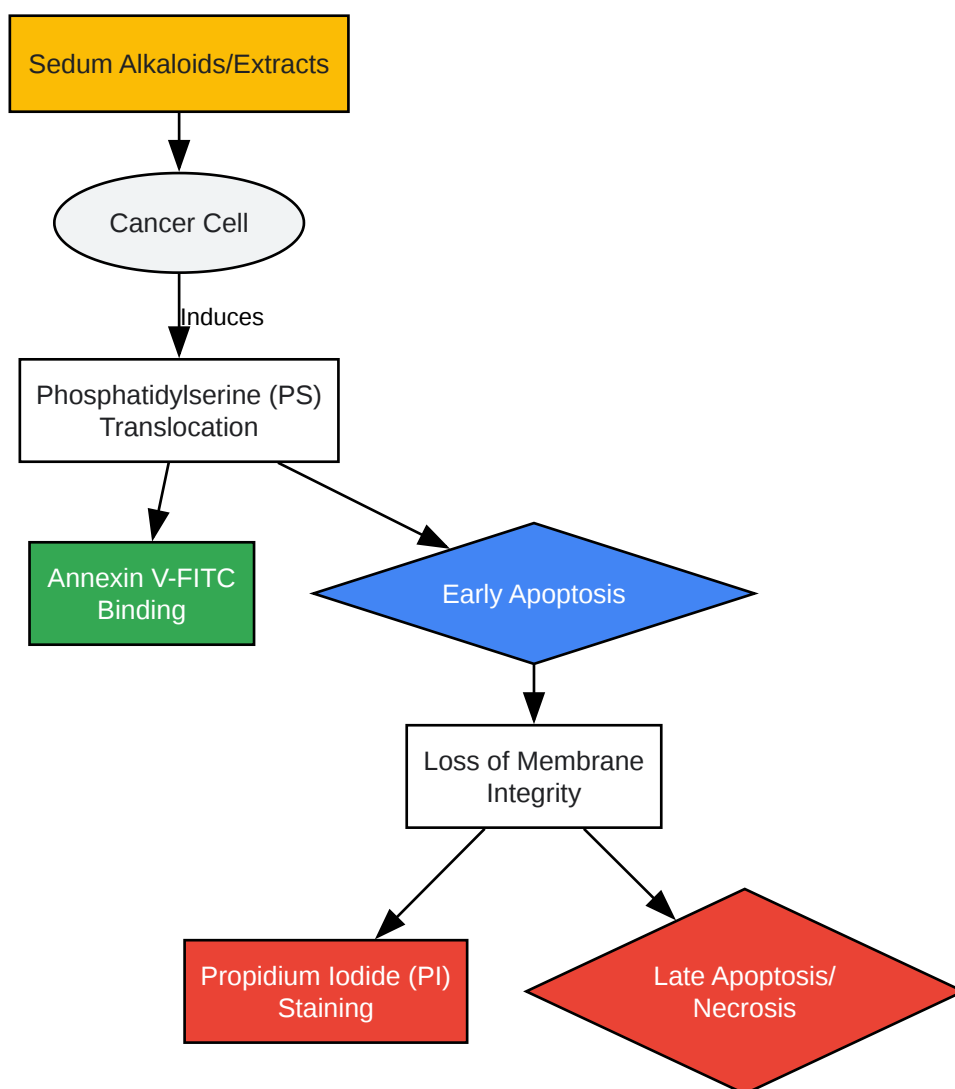 Sedum Alkaloids/Extracts
Cancer Cell
Induces
Phosphatidylserine (PS)
Translocation
Annexin V-FITC
Binding
Early Apoptosis
Loss of Membrane
Integrity
Propidium Iodide (PI)
Staining
Late Apoptosis/
Necrosis